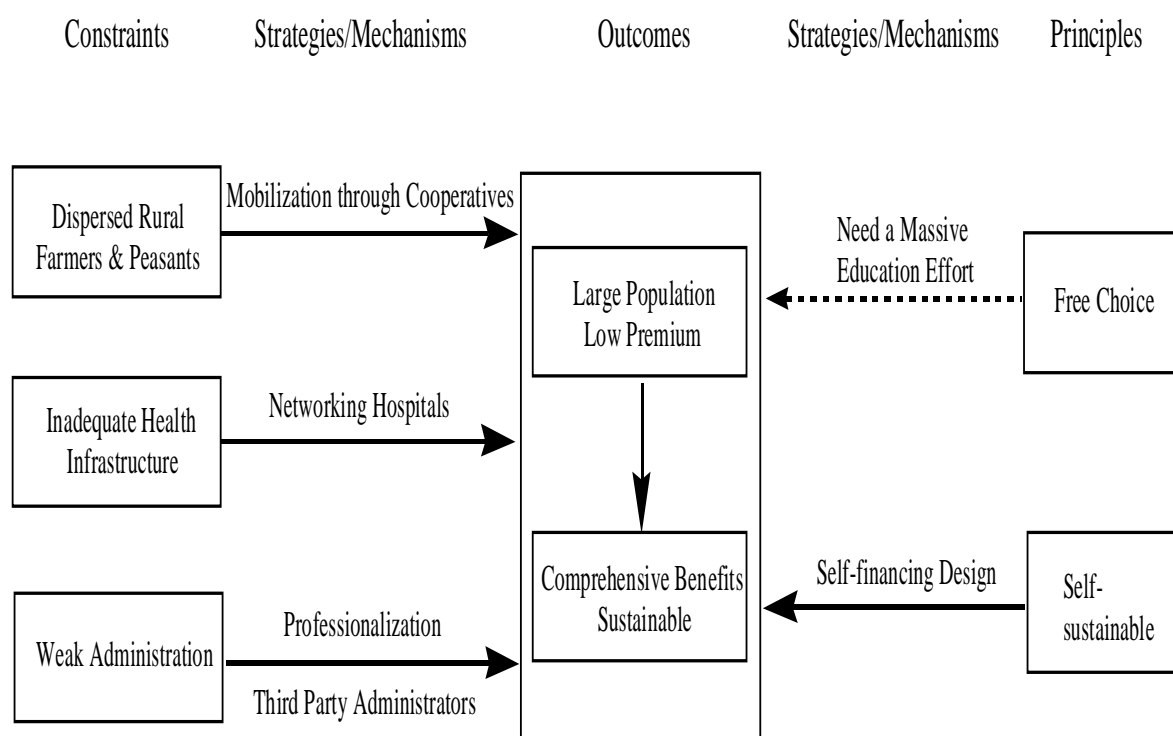 Constraints
Strategies/Mechanisms
Outcomes
Strategies/Mechanisms
Principles
Dispersed Rural
Farmers & Peasants
Mobilization through Cooperatives
Large Population
Low Premium
Need a Massive
Education Effort
Free Choice
Inadequate Health
Infrastructure
Networking Hospitals
Comprehensive Benefits
Sustainable
Self-financing Design
Self-
sustainable
Weak Administration
Professionalization
Third Party Administrators